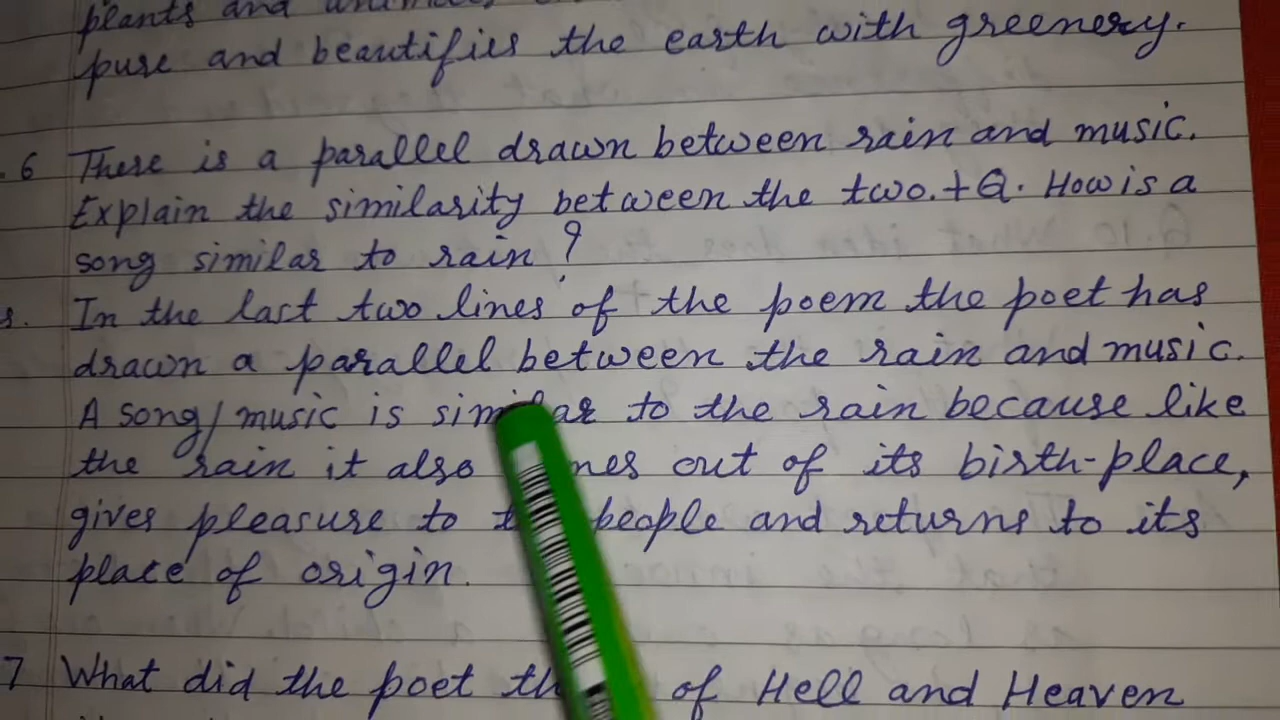 plants and
pure and beautifies the earth with greenery.
.6 There is a parallel drawn between rain and music.
Explain the similarity between the two. + Q. How is a
song similar to rain?
s. In the last two lines of the poem the poet has
drawn a parallel between the rain and music.
A song/music is similar to the rain because like
the rain it also out of its birth-place,
gives pleasure to people and returns to its
place of origin.
7 What did the poet of Hell and Heaven